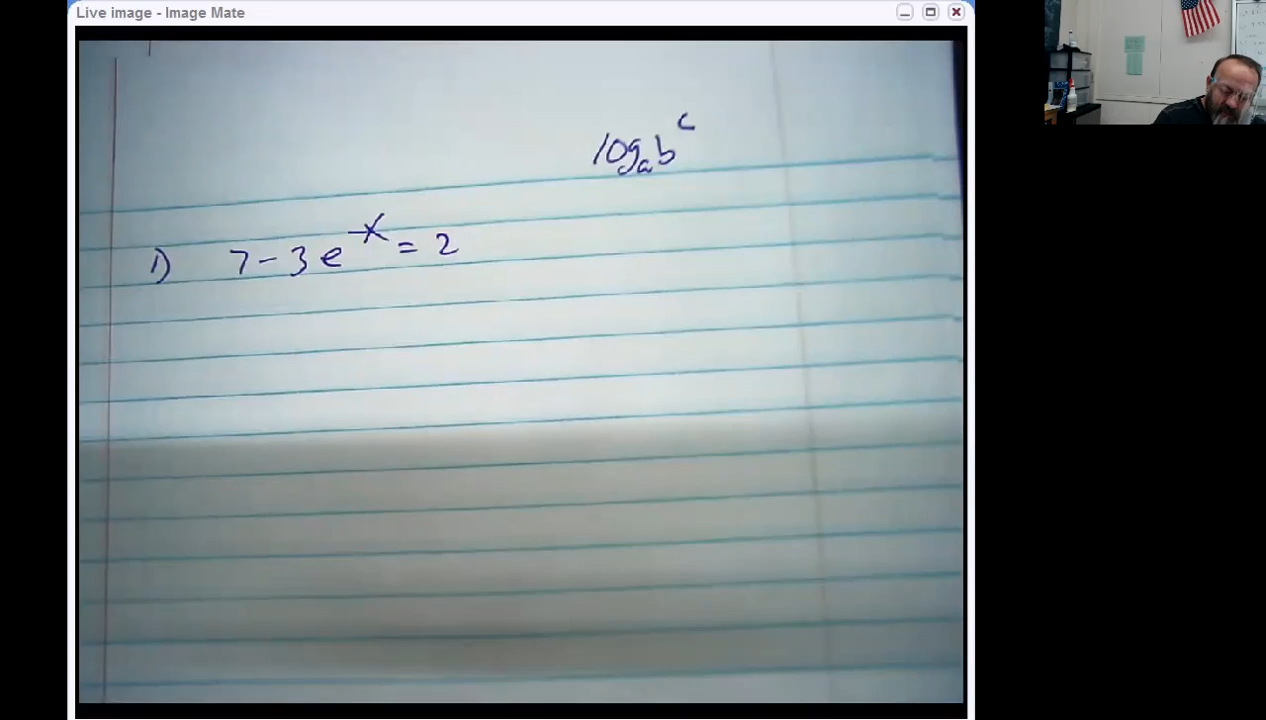 Live image - Image Mate
log_a b^c
1) 7 - 3e^{-x} = 2